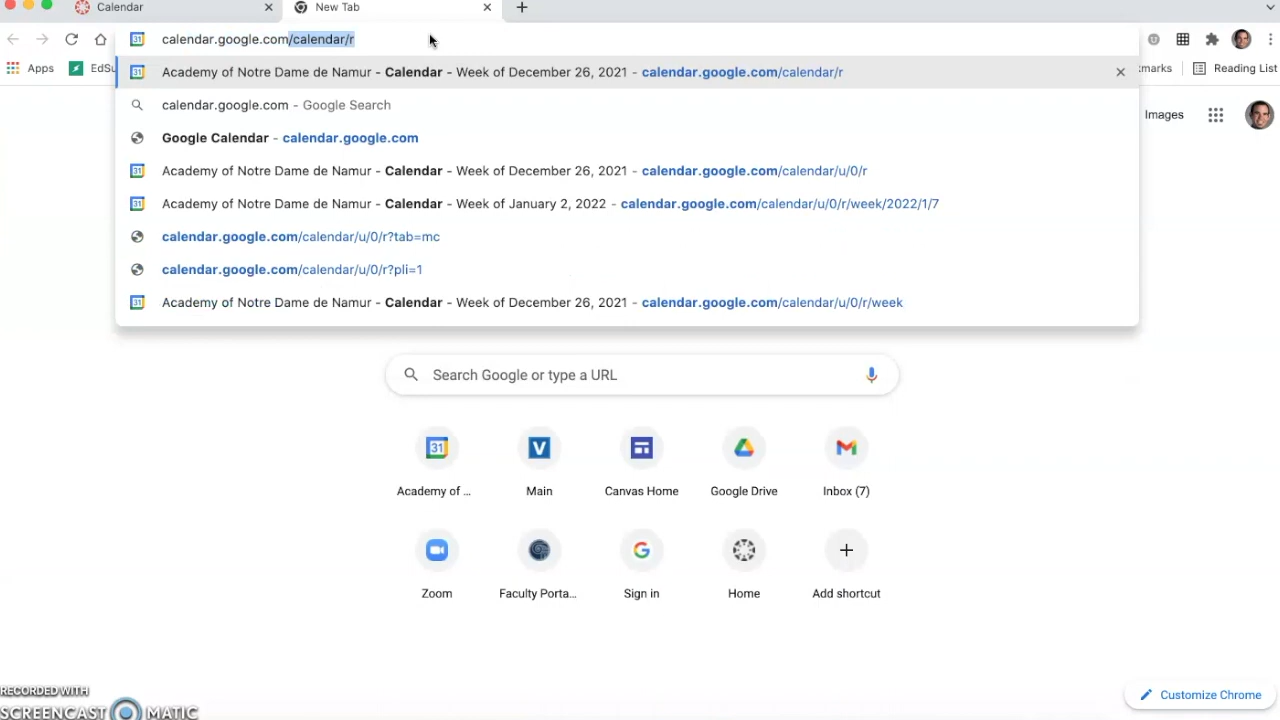 Calendar
New Tab
calendar.google.com/calendar/r
Apps
EdSu
kmarks
Reading List
Academy of Notre Dame de Namur - Calendar - Week of December 26, 2021 - calendar.google.com/calendar/r
calendar.google.com - Google Search
Google Calendar - calendar.google.com
Academy of Notre Dame de Namur - Calendar - Week of December 26, 2021 - calendar.google.com/calendar/u/0/r
Academy of Notre Dame de Namur - Calendar - Week of January 2, 2022 - calendar.google.com/calendar/u/0/r/week/2022/1/7
calendar.google.com/calendar/u/0/r?tab=mc
calendar.google.com/calendar/u/0/r?pli=1
Academy of Notre Dame de Namur - Calendar - Week of December 26, 2021 - calendar.google.com/calendar/u/0/r/week
Images
Search Google or type a URL
31
V
Academy of ...
Main
Canvas Home
Google Drive
Inbox (7)
Zoom
Faculty Porta...
Sign in
Home
Add shortcut
RECORDED WITH
SCREENCAST MATIC
Customize Chrome